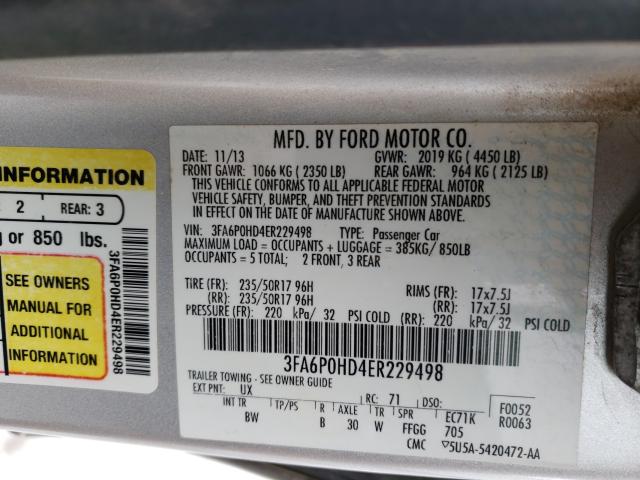 INFORMATION
2 REAR: 3
or 850 lbs.
SEE OWNERS
MANUAL FOR
ADDITIONAL
INFORMATION
3FA6P0HD4ER229498
MFD. BY FORD MOTOR CO.
DATE: 11/13 GVWR: 2019 KG ( 4450 LB)
FRONT GAWR: 1066 KG ( 2350 LB) REAR GAWR: 964 KG ( 2125 LB)
THIS VEHICLE CONFORMS TO ALL APPLICABLE FEDERAL MOTOR
VEHICLE SAFETY, BUMPER, AND THEFT PREVENTION STANDARDS
IN EFFECT ON THE DATE OF MANUFACTURE SHOWN ABOVE.
VIN: 3FA6P0HD4ER229498 TYPE: Passenger Car
MAXIMUM LOAD = OCCUPANTS + LUGGAGE = 385KG/ 850LB
OCCUPANTS = 5 TOTAL; 2 FRONT, 3 REAR
TIRE (FR): 235/50R17 96H RIMS (FR): 17x7.5J
(RR): 235/50R17 96H (RR): 17x7.5J
PRESSURE (FR): 220 kPa/ 32 PSI COLD (RR) 220 kPa/ 32 PSI COLD
3FA6P0HD4ER229498
TRAILER TOWING - SEE OWNER GUIDE
EXT PNT: UX RC: 71 DSO: F0052
INT TR TP/PS R AXLE TR SPR EC71K R0063
BW B 30 W FFGG 705
CMC ▽5U5A-5420472-AA